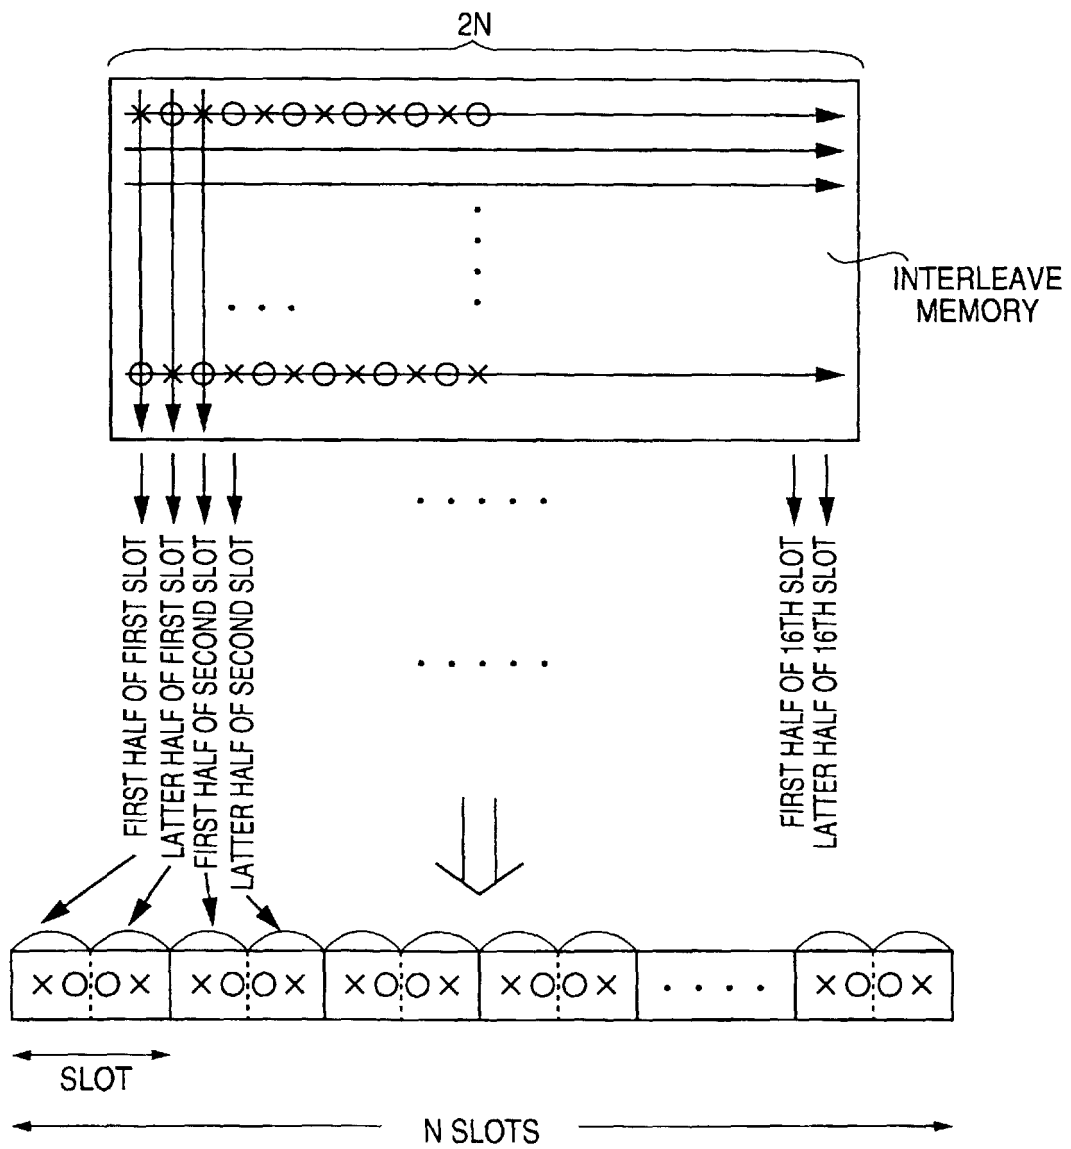 2N
INTERLEAVE
MEMORY
FIRST HALF OF FIRST SLOT
LATTER HALF OF FIRST SLOT
FIRST HALF OF SECOND SLOT
LATTER HALF OF SECOND SLOT
FIRST HALF OF 16TH SLOT
LATTER HALF OF 16TH SLOT
SLOT
N SLOTS